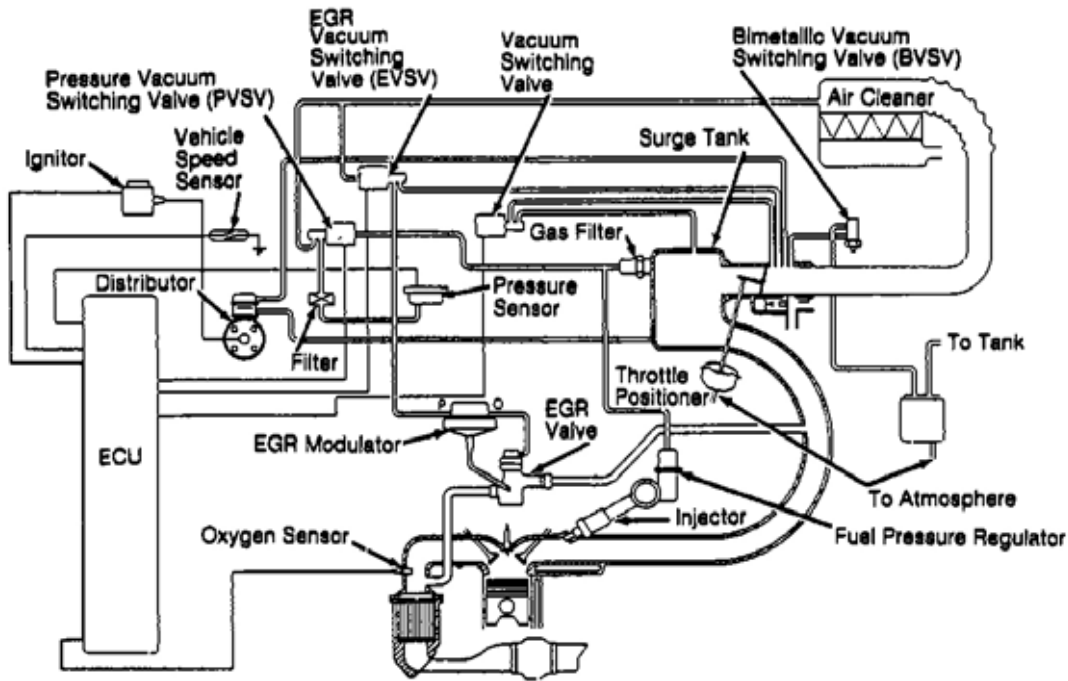 EGR
Vacuum
Switching
Valve (EVSV)
Vacuum
Switching
Valve
Bimetallic Vacuum
Switching Valve (BVSV)
Pressure Vacuum
Switching Valve (PVSV)
Air Cleaner
Vehicle
Speed
Sensor
Surge Tank
Ignitor
Gas Filter
Distributor
Pressure
Sensor
Filter
To Tank
Throttle
Positioner
P
Q
EGR
Valve
EGR Modulator
ECU
To Atmosphere
Injector
Fuel Pressure Regulator
Oxygen Sensor